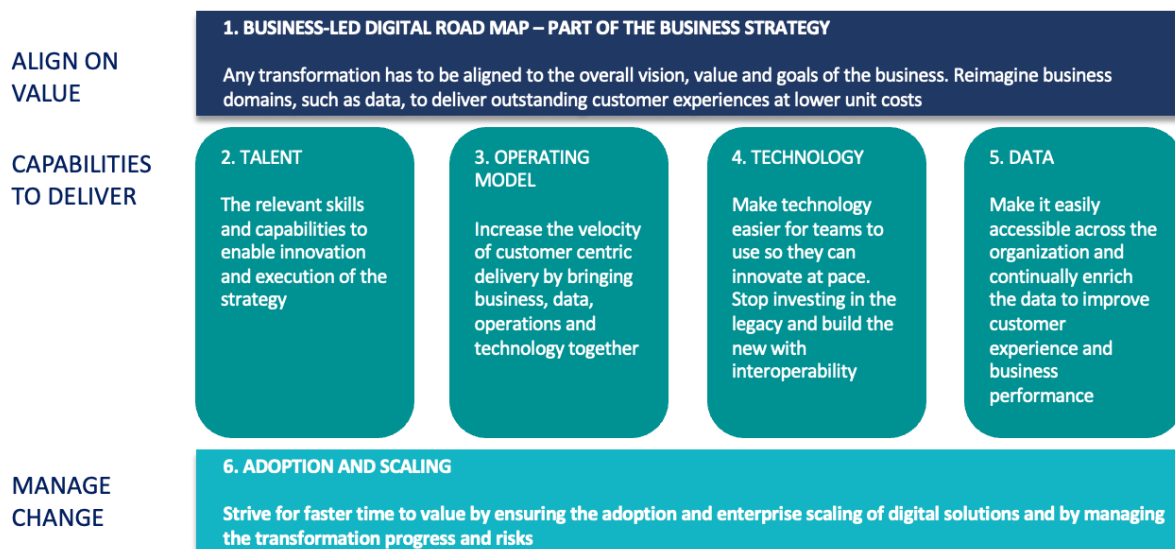 ALIGN ON
VALUE
1. BUSINESS-LED DIGITAL ROAD MAP – PART OF THE BUSINESS STRATEGY
Any transformation has to be aligned to the overall vision, value and goals of the business. Reimagine business
domains, such as data, to deliver outstanding customer experiences at lower unit costs
CAPABILITIES
TO DELIVER
2. TALENT
The relevant skills
and capabilities to
enable innovation
and execution of the
strategy
3. OPERATING
MODEL
Increase the velocity
of customer centric
delivery by bringing
business, data,
operations and
technology together
4. TECHNOLOGY
Make technology
easier for teams to
use so they can
innovate at pace.
Stop investing in the
legacy and build the
new with
interoperability
5. DATA
Make it easily
accessible across the
organization and
continually enrich
the data to improve
customer
experience and
business
performance
MANAGE
CHANGE
6. ADOPTION AND SCALING
Strive for faster time to value by ensuring the adoption and enterprise scaling of digital solutions and by managing
the transformation progress and risks